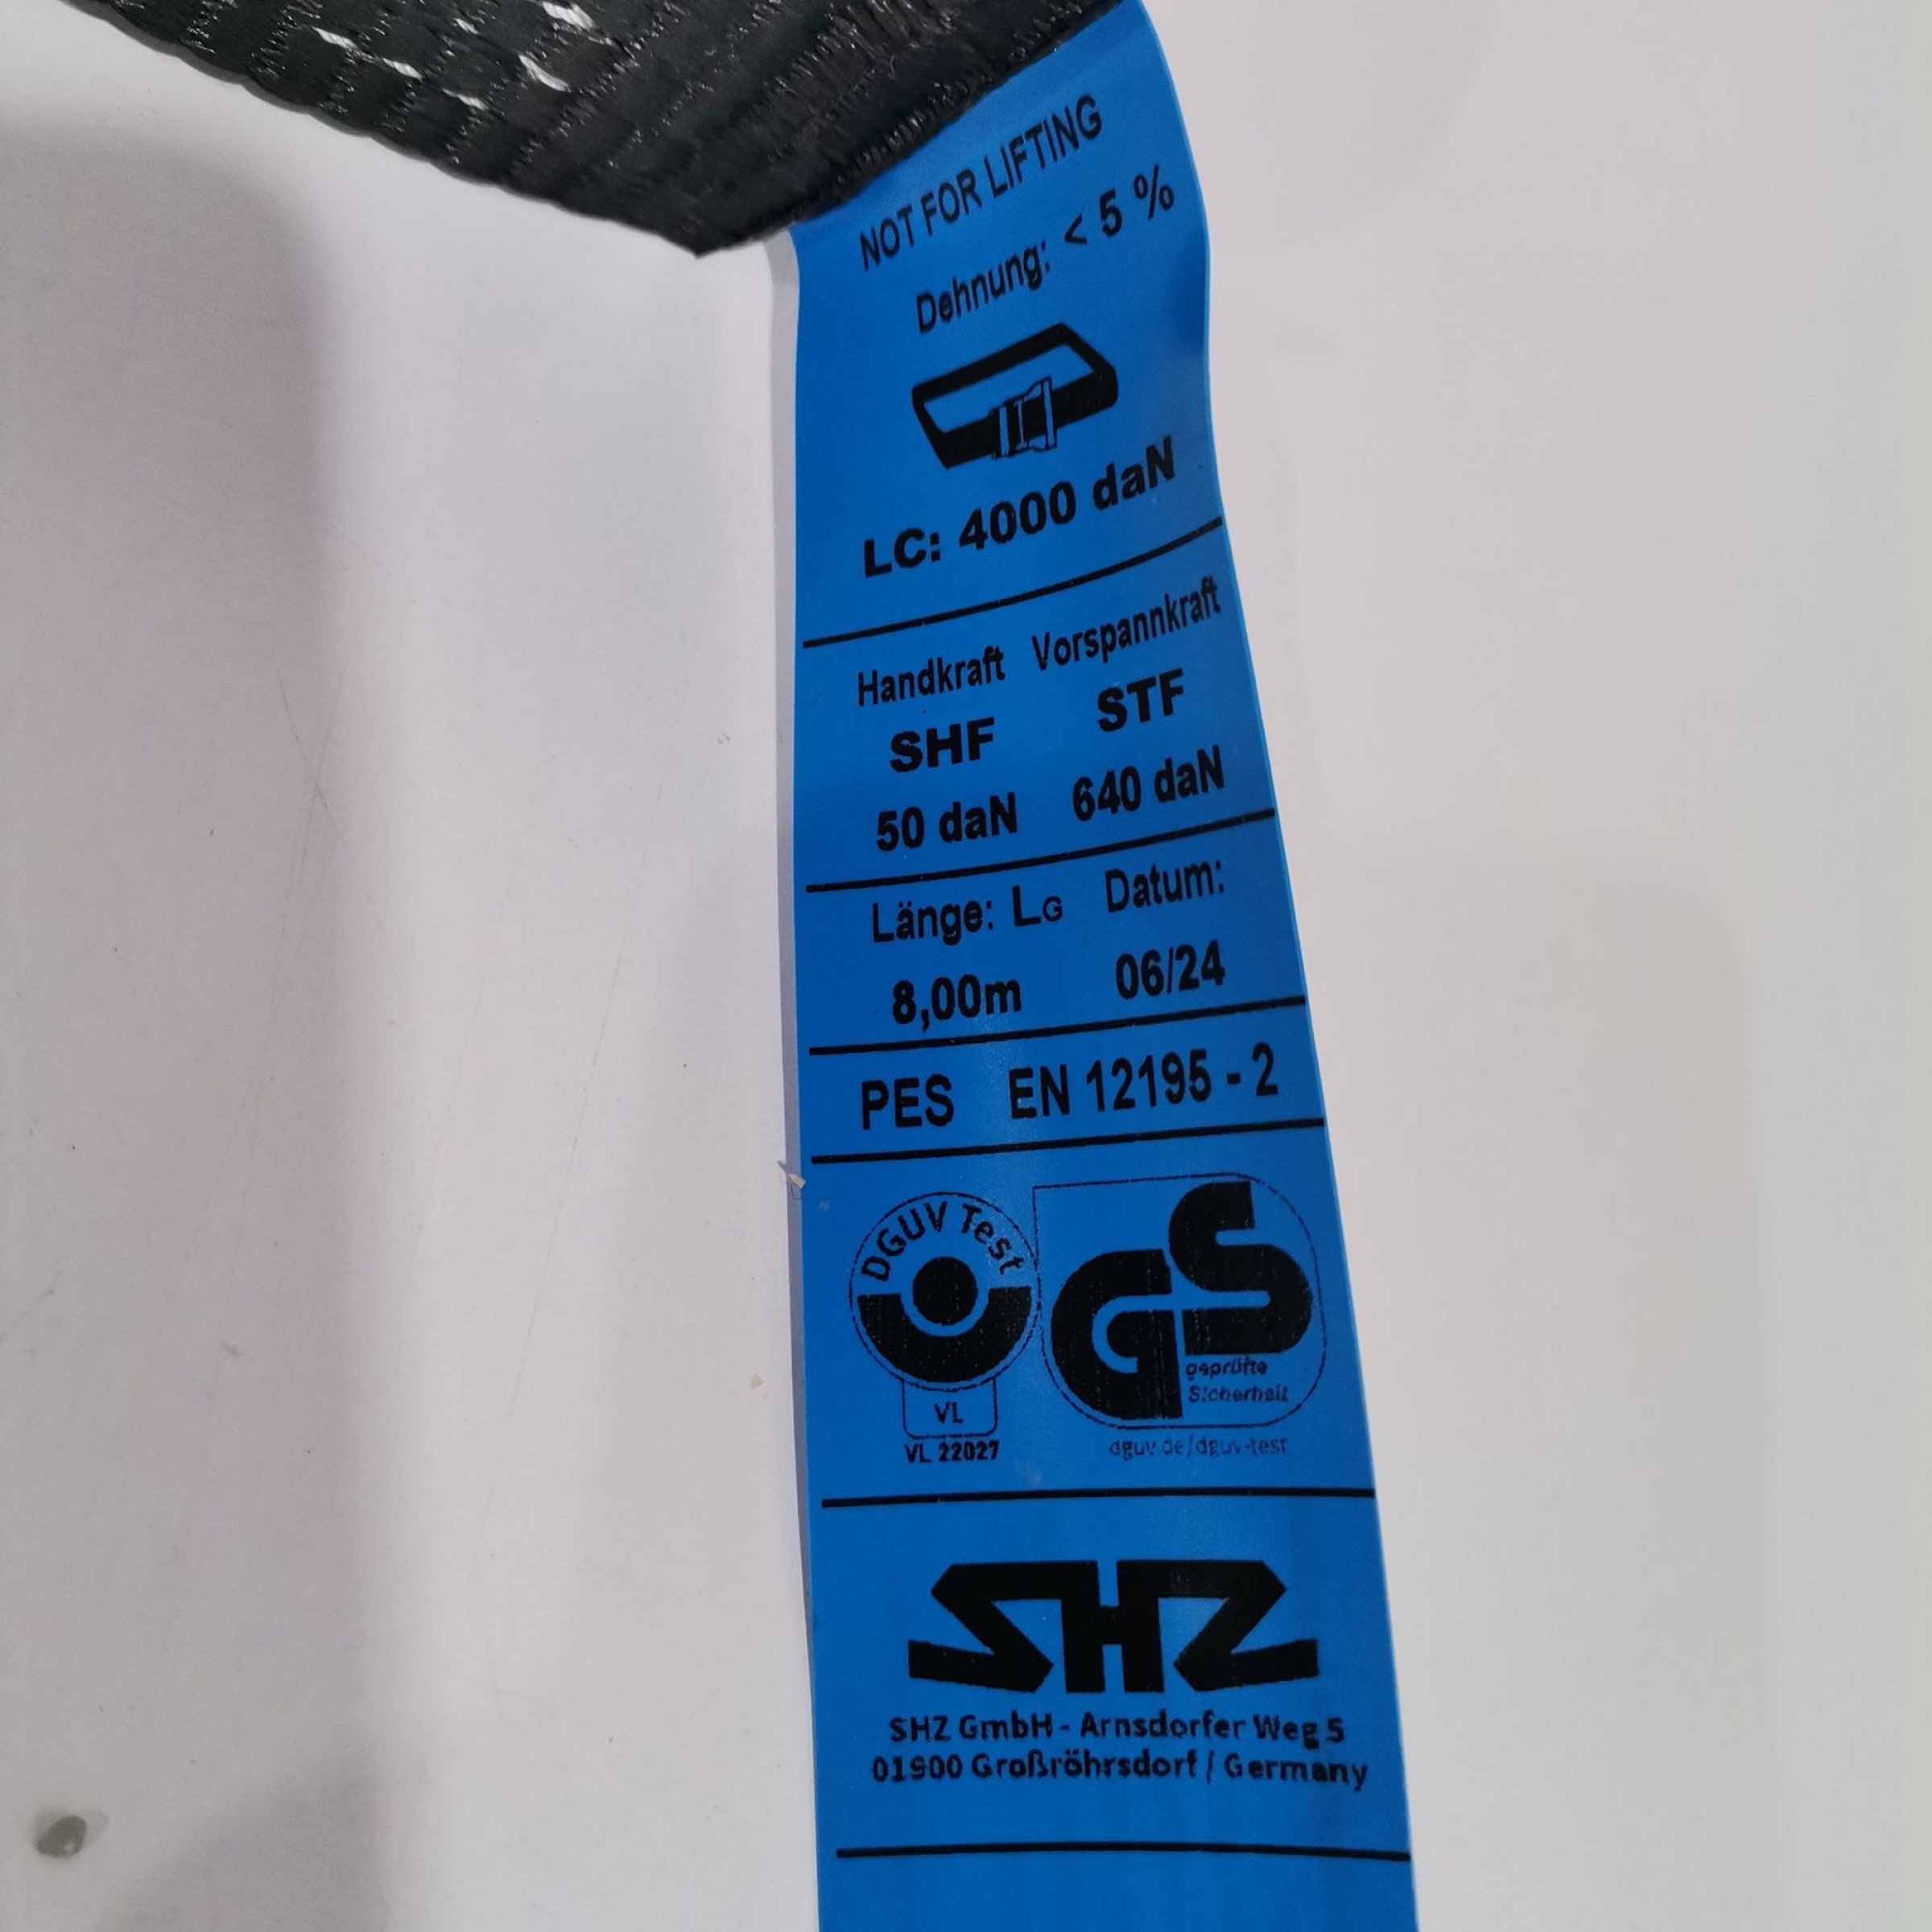 NOT FOR LIFTING
Dehnung: < 5 %
LC: 4000 daN
Handkraft Vorspannkraft
SHF STF
50 daN 640 daN
Länge: LG Datum:
8,00m 06/24
PES EN 12195 - 2
DGUV Test
GS
geprüfte
Sicherheit
VL
VL 22027
dguv.de/dguv-test
SHZ
SHZ GmbH - Arnsdorfer Weg 5
01900 Großröhrsdorf / Germany